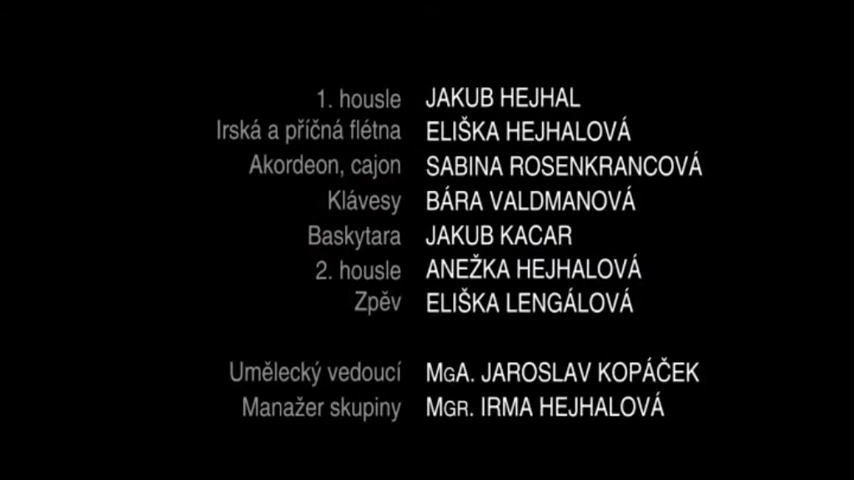 1. housle JAKUB HEJHAL
Irská a příčná flétna ELIŠKA HEJHALOVÁ
Akordeon, cajon SABINA ROSENKRANCOVÁ
Klávesy BÁRA VALDMANOVÁ
Baskytara JAKUB KACAR
2. housle ANEŽKA HEJHALOVÁ
Zpěv ELIŠKA LENGÁLOVÁ
Umělecký vedoucí MGA. JAROSLAV KOPÁČEK
Manažer skupiny MGR. IRMA HEJHALOVÁ